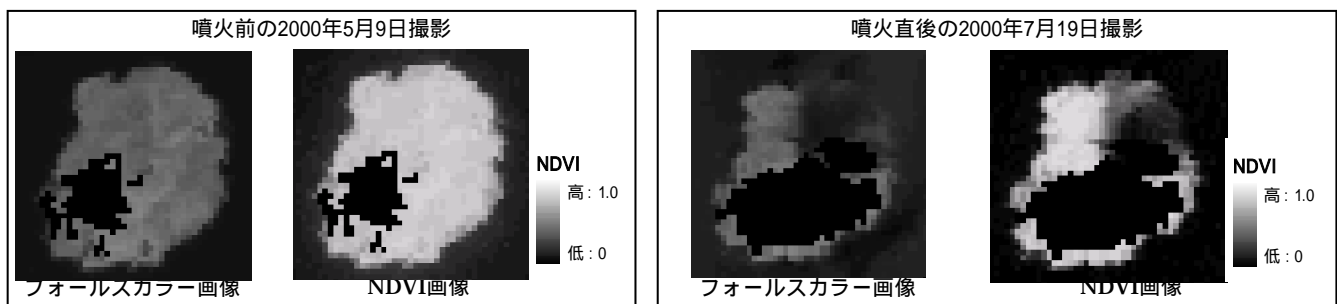 噴火前の2000年5月9日撮影
NDVI
高 : 1.0
低 : 0
フォールスカラー画像
NDVI画像
噴火直後の2000年7月19日撮影
NDVI
高 : 1.0
低 : 0
フォールスカラー画像
NDVI画像